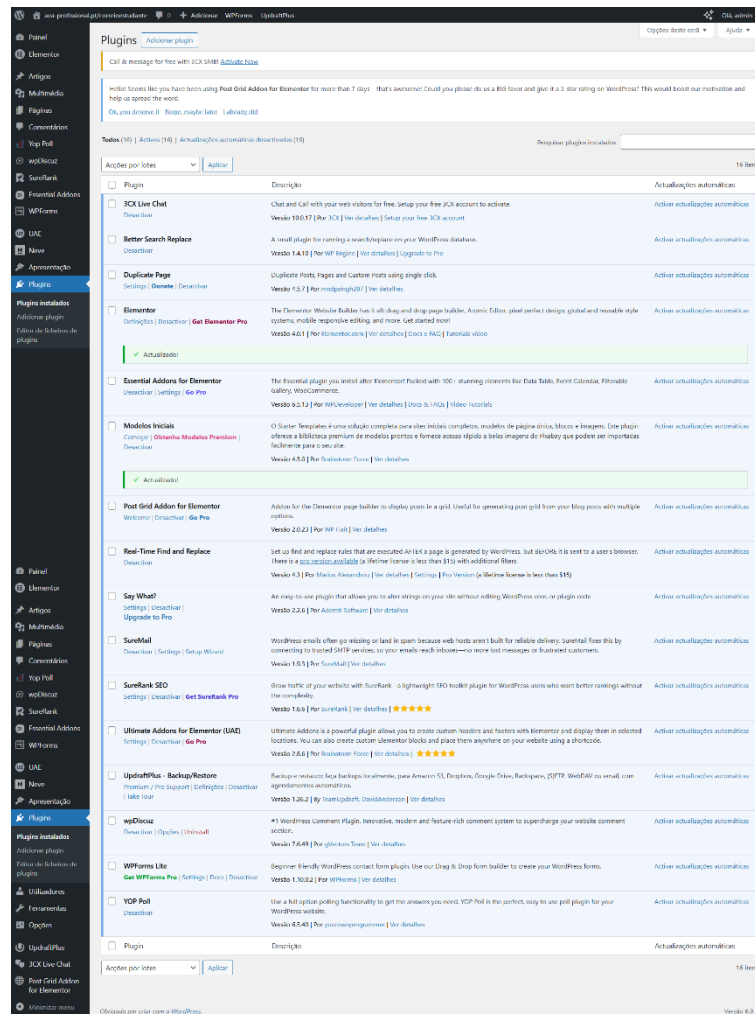 ana-profissional.pt/cenrioestudante 0 + Adicionar WPForms UpdraftPlus Olá, admin
Opções deste ecrã Ajuda
Painel
Elementor
Artigos
Multimédia
Páginas
Comentários
Yop Poll
wpDiscuz
SureRank
Essential Addons
WPForms
UAE
Neve
Apresentação
Plugins
Plugins instalados
Adicionar plugin
Editor de ficheiros de
plugins
Plugins Adicionar plugin
Call & message for free with 3CX SMB! Activate Now
Hello! Seems like you have been using Post Grid Addon for Elementor for more than 7 days - that's awesome! Could you please do us a BIG favor and give it a 5-star rating on WordPress? This would boost our motivation and
help us spread the word.
Ok, you deserve it Nope, maybe later I already did
Todos (16) | Activos (16) | Actualizações automáticas desactivadas (16)
Pesquisar plugins instalados
Acções por lotes Aplicar
Plugin Descrição Actualizações automáticas
3CX Live Chat
Desactivar
Chat and Call with your web visitors for free. Setup your free 3CX account to activate.
Versão 10.0.17 | Por 3CX | Ver detalhes | Setup your free 3CX account
Activar actualizações automáticas
Better Search Replace
Desactivar
A small plugin for running a search/replace on your WordPress database.
Versão 1.4.10 | Por WP Engine | Ver detalhes | Upgrade to Pro
Activar actualizações automáticas
Duplicate Page
Settings | Donate | Desactivar
Duplicate Posts, Pages and Custom Posts using single click.
Versão 4.5.7 | Por mndpsingh287 | Ver detalhes
Activar actualizações automáticas
Elementor
Definições | Desactivar | Get Elementor Pro
The Elementor Website Builder has it all: drag and drop page builder, Atomic Editor, pixel perfect design, global and reusable style
systems, mobile responsive editing, and more. Get started now!
Versão 4.0.1 | Por Elementor.com | Ver detalhes | Docs e FAQ | Tutoriais vídeo
Activar actualizações automáticas
Actualizado!
Essential Addons for Elementor
Desactivar | Settings | Go Pro
The Essential plugin you install after Elementor! Packed with 100+ stunning elements like Data Table, Event Calendar, Filterable
Gallery, WooCommerce.
Versão 6.5.13 | Por WPDeveloper | Ver detalhes | Docs & FAQs | Video Tutorials
Activar actualizações automáticas
Modelos Iniciais
Começar | Obtenha Modelos Premium |
Desactivar
O Starter Templates é uma solução completa para sites iniciais completos, modelos de página única, blocos e imagens. Este plugin
oferece a biblioteca premium de modelos prontos e fornece acesso rápido a belas imagens do Pixabay que podem ser importadas
facilmente para o seu site.
Versão 4.5.0 | Por Brainstorm Force | Ver detalhes
Activar actualizações automáticas
Actualizado!
Post Grid Addon for Elementor
Welcome | Desactivar | Go Pro
Addon for the Elementor page builder to display posts in a grid. Useful for generating post grid from your blog posts with multiple
options.
Versão 2.0.23 | Por WP Hait | Ver detalhes
Activar actualizações automáticas
Real-Time Find and Replace
Desactivar
Set up find and replace rules that are executed AFTER a page is generated by WordPress, but BEFORE it is sent to a user's browser.
There is a pro version available (a lifetime license is less than $15) with additional filters.
Versão 4.3 | Por Marios Alexandrou | Ver detalhes | Settings | Pro Version (a lifetime license is less than $15)
Activar actualizações automáticas
Say What?
Settings | Desactivar |
Upgrade to Pro
An easy-to-use plugin that allows you to alter strings on your site without editing WordPress core, or plugin code
Versão 2.2.6 | Por Ademti Software | Ver detalhes
Activar actualizações automáticas
SureMail
Desactivar | Settings | Setup Wizard
WordPress emails often go missing or land in spam because web hosts aren't built for reliable delivery. SureMail fixes this by
connecting to trusted SMTP services, so your emails reach inboxes—no more lost messages or frustrated customers.
Versão 1.9.3 | Por SureMail | Ver detalhes
Activar actualizações automáticas
SureRank SEO
Settings | Desactivar | Get SureRank Pro
Grow traffic of your website with SureRank - a lightweight SEO toolkit plugin for WordPress users who want better rankings without
the complexity.
Versão 1.6.6 | Por SureRank | Ver detalhes |
Activar actualizações automáticas
Ultimate Addons for Elementor (UAE)
Settings | Desactivar | Go Pro
Ultimate Addons is a powerful plugin allows you to create custom headers and footers with Elementor and display them in selected
locations. You can also create custom Elementor blocks and place them anywhere on your website using a shortcode.
Versão 2.8.6 | Por Brainstorm Force | Ver detalhes |
Activar actualizações automáticas
UpdraftPlus - Backup/Restore
Premium / Pro Support | Definições | Desactivar
| Take Tour
Backup e restauro: faça backups localmente, para Amazon S3, Dropbox, Google Drive, Rackspace, (S)FTP, WebDAV ou email, com
agendamentos automáticos.
Versão 1.26.2 | By TeamUpdraft, DavidAnderson | Ver detalhes
Activar actualizações automáticas
wpDiscuz
Desactivar | Opções | Uninstall
#1 WordPress Comment Plugin. Innovative, modern and feature-rich comment system to supercharge your website comment
section.
Versão 7.6.49 | Por gVectors Team | Ver detalhes
Activar actualizações automáticas
WPForms Lite
Get WPForms Pro | Settings | Docs | Desactivar
Beginner friendly WordPress contact form plugin. Use our Drag & Drop form builder to create your WordPress forms.
Versão 1.10.0.2 | Por WPForms | Ver detalhes
Activar actualizações automáticas
YOP Poll
Desactivar
Use a full option polling functionality to get the answers you need. YOP Poll is the perfect, easy to use poll plugin for your
WordPress website.
Versão 6.5.40 | Por yourownprogrammer | Ver detalhes
Activar actualizações automáticas
Plugin Descrição Actualizações automáticas
Acções por lotes Aplicar
Painel
Elementor
Artigos
Multimédia
Páginas
Comentários
Yop Poll
wpDiscuz
SureRank
Essential Addons
WPForms
UAE
Neve
Apresentação
Plugins
Plugins instalados
Adicionar plugin
Editor de ficheiros de
plugins
Utilizadores
Ferramentas
Opções
UpdraftPlus
3CX Live Chat
Post Grid Addon
for Elementor
Minimizar menu
Obrigado por criar com o WordPress.